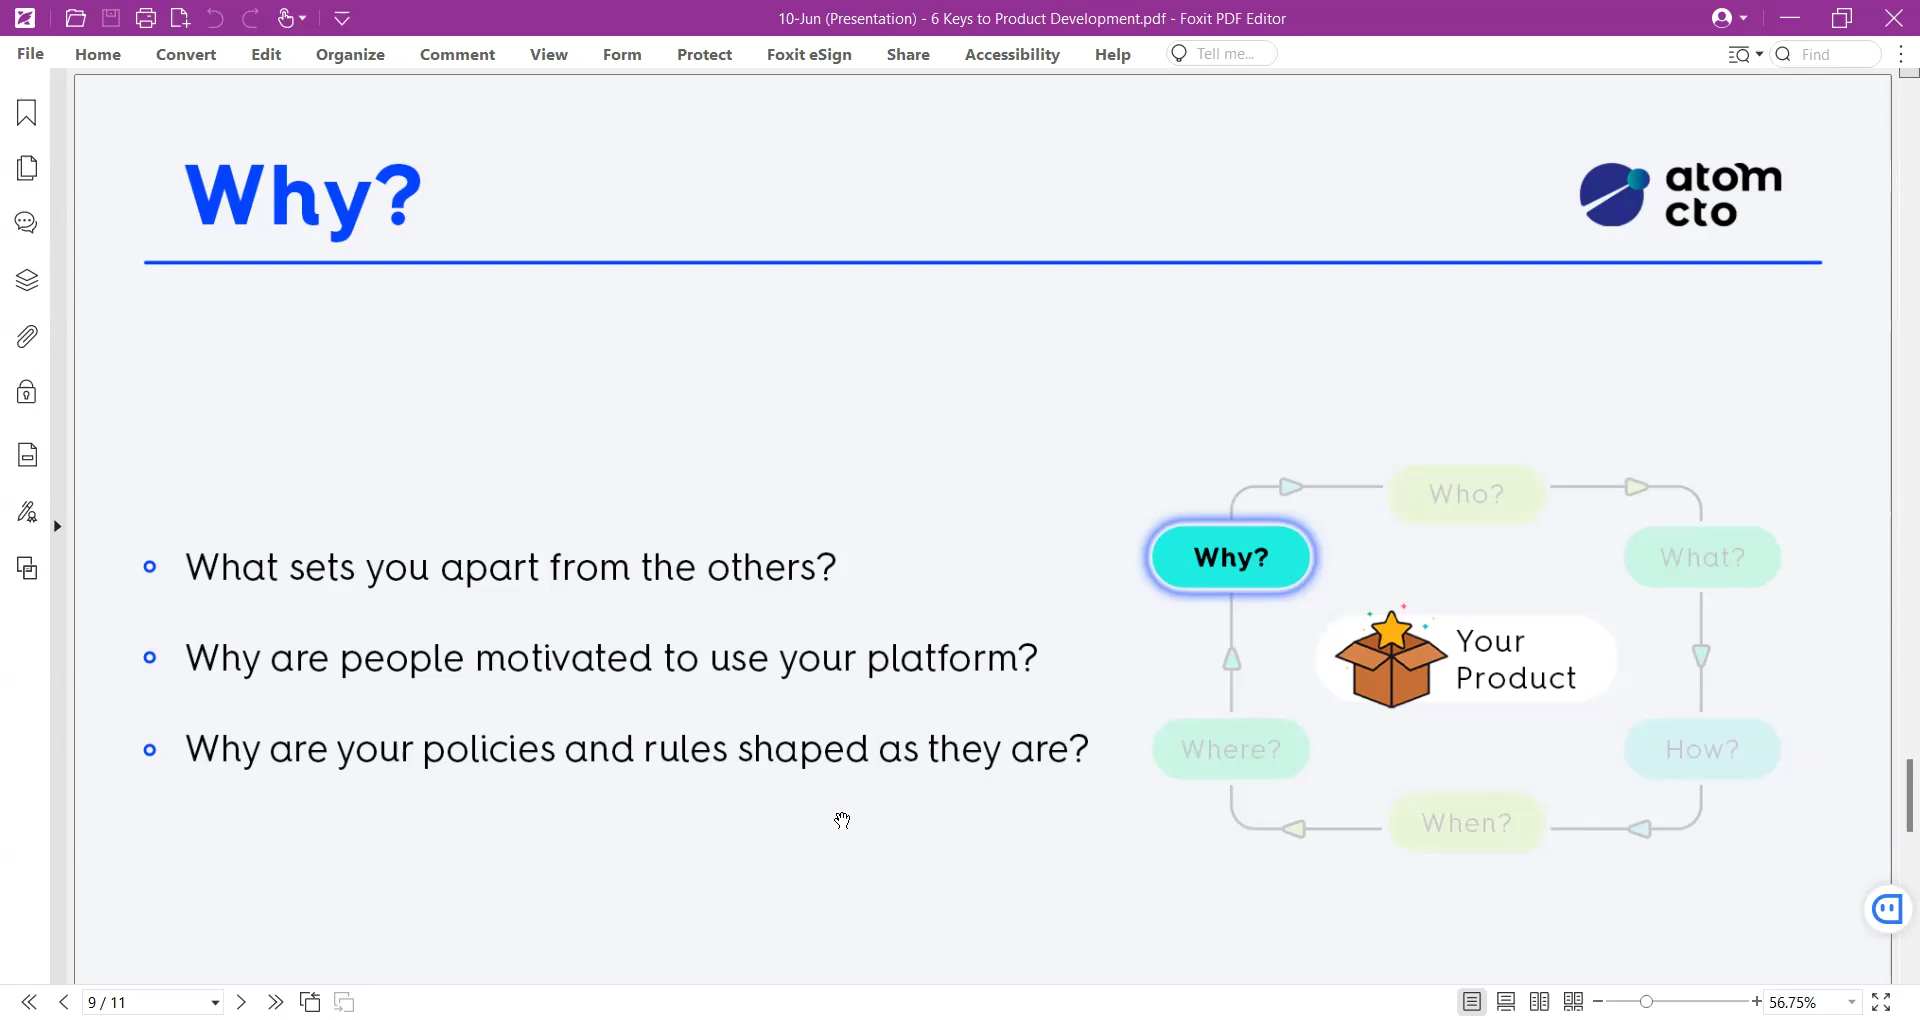 10-Jun (Presentation) - 6 Keys to Product Development.pdf - Foxit PDF Editor
File Home Convert Edit Organize Comment View Form Protect Foxit eSign Share Accessibility Help Tell me... Find
Why?
atom
cto
What sets you apart from the others?
Why are people motivated to use your platform?
Why are your policies and rules shaped as they are?
Who?
Why?
What?
Your
Product
Where?
How?
When?
9 / 11
56.75%